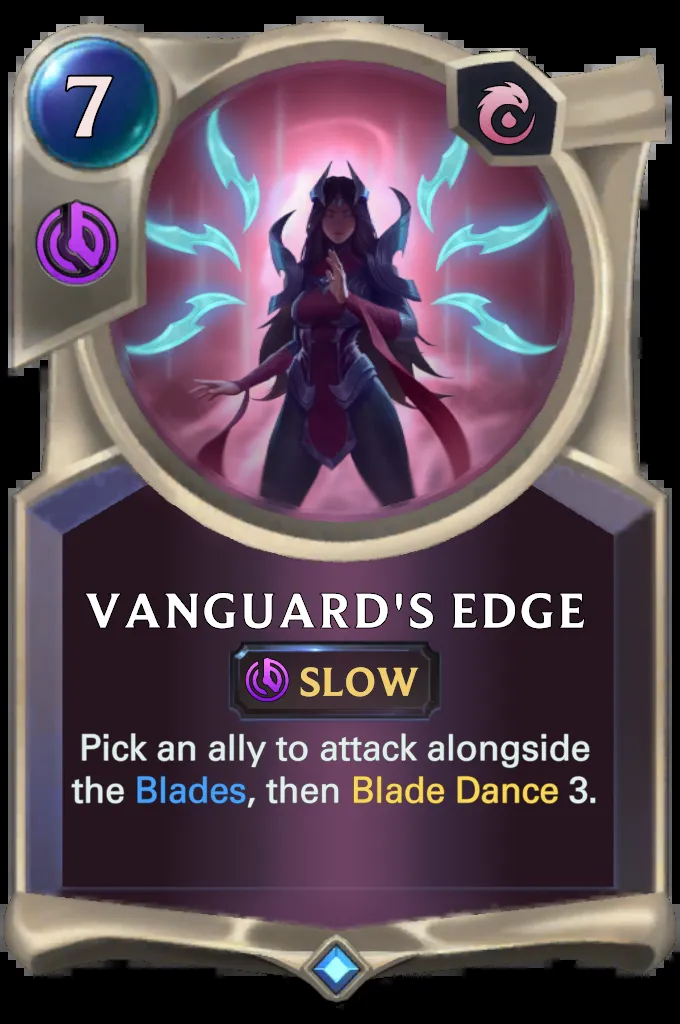 7
VANGUARD'S EDGE
SLOW
Pick an ally to attack alongside
the Blades, then Blade Dance 3.